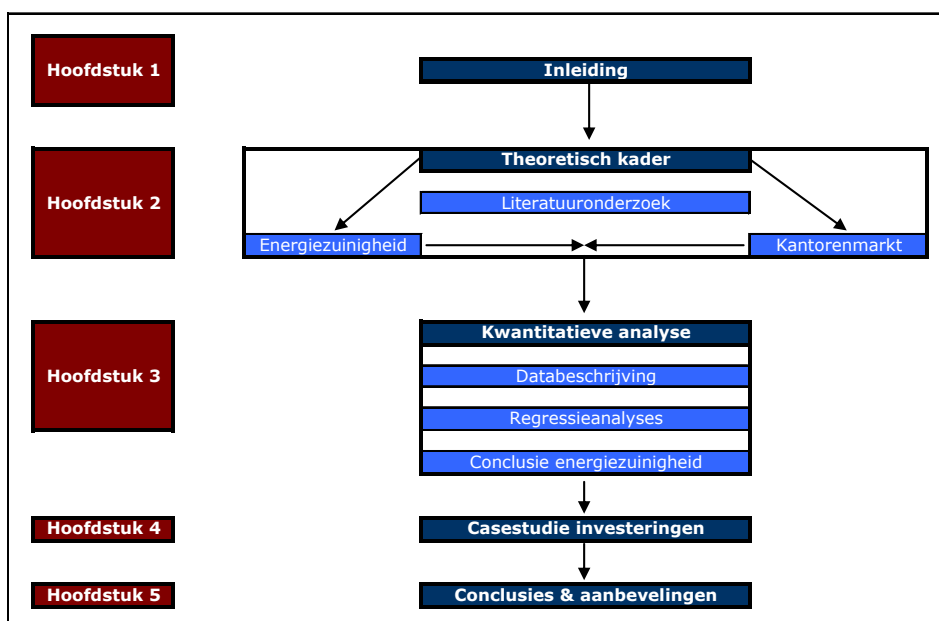 Hoofdstuk 1
Inleiding
Hoofdstuk 2
Theoretisch kader
Literatuuronderzoek
Energiezuinigheid
Kantorenmarkt
Hoofdstuk 3
Kwantitatieve analyse
Databeschrijving
Regressieanalyses
Conclusie energiezuinigheid
Hoofdstuk 4
Casestudie investeringen
Hoofdstuk 5
Conclusies & aanbevelingen